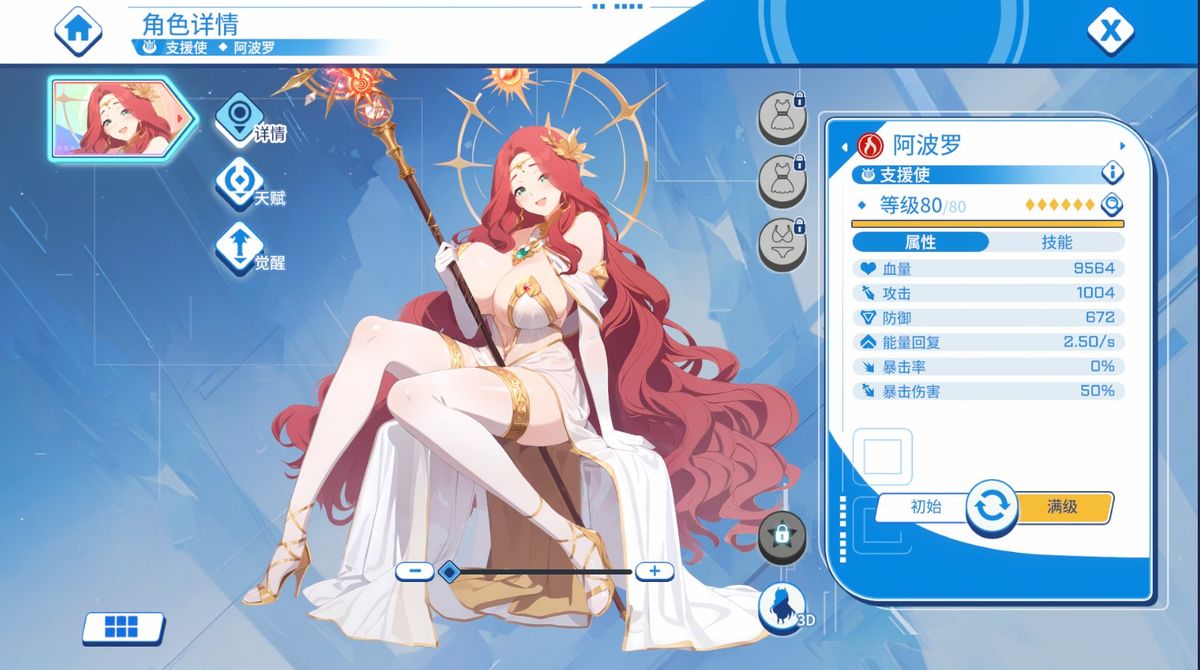 角色详情
支援使 ◆ 阿波罗
详情
天赋
觉醒
阿波罗
支援使
等级80/80
属性 技能
血量 9564
攻击 1004
防御 672
能量回复 2.50/s
暴击率 0%
暴击伤害 50%
初始 满级
3D